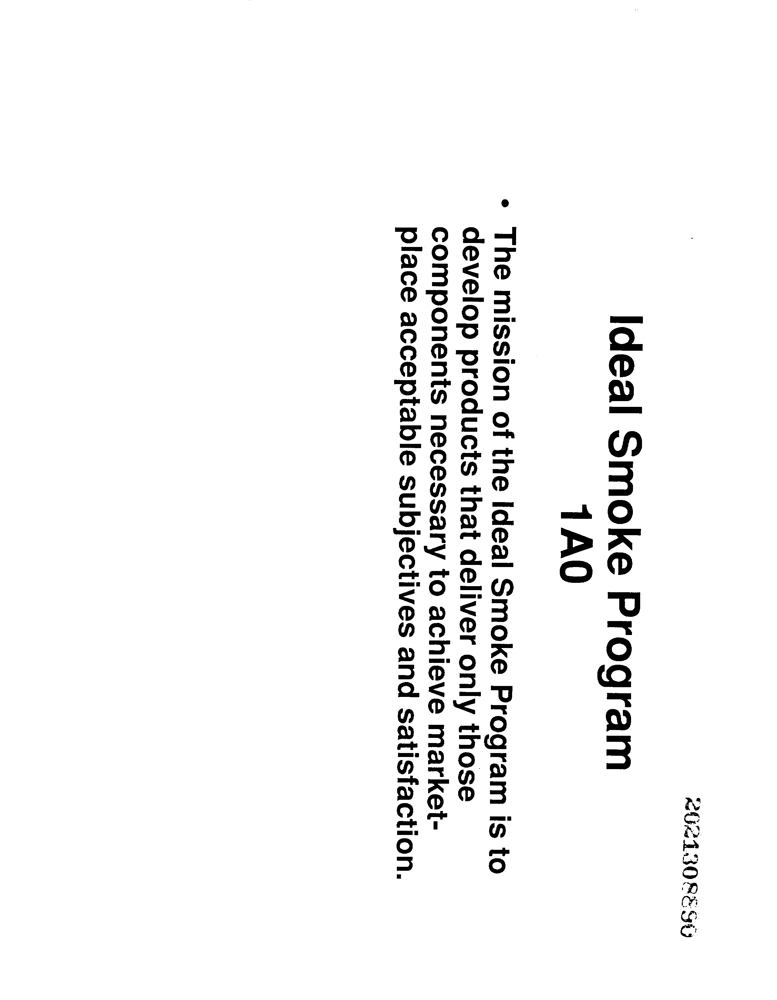 Ideal Smoke Program
1A0
• The mission of the Ideal Smoke Program is to
develop products that deliver only those
components necessary to achieve market-
place acceptable subjectives and satisfaction.
2021308890